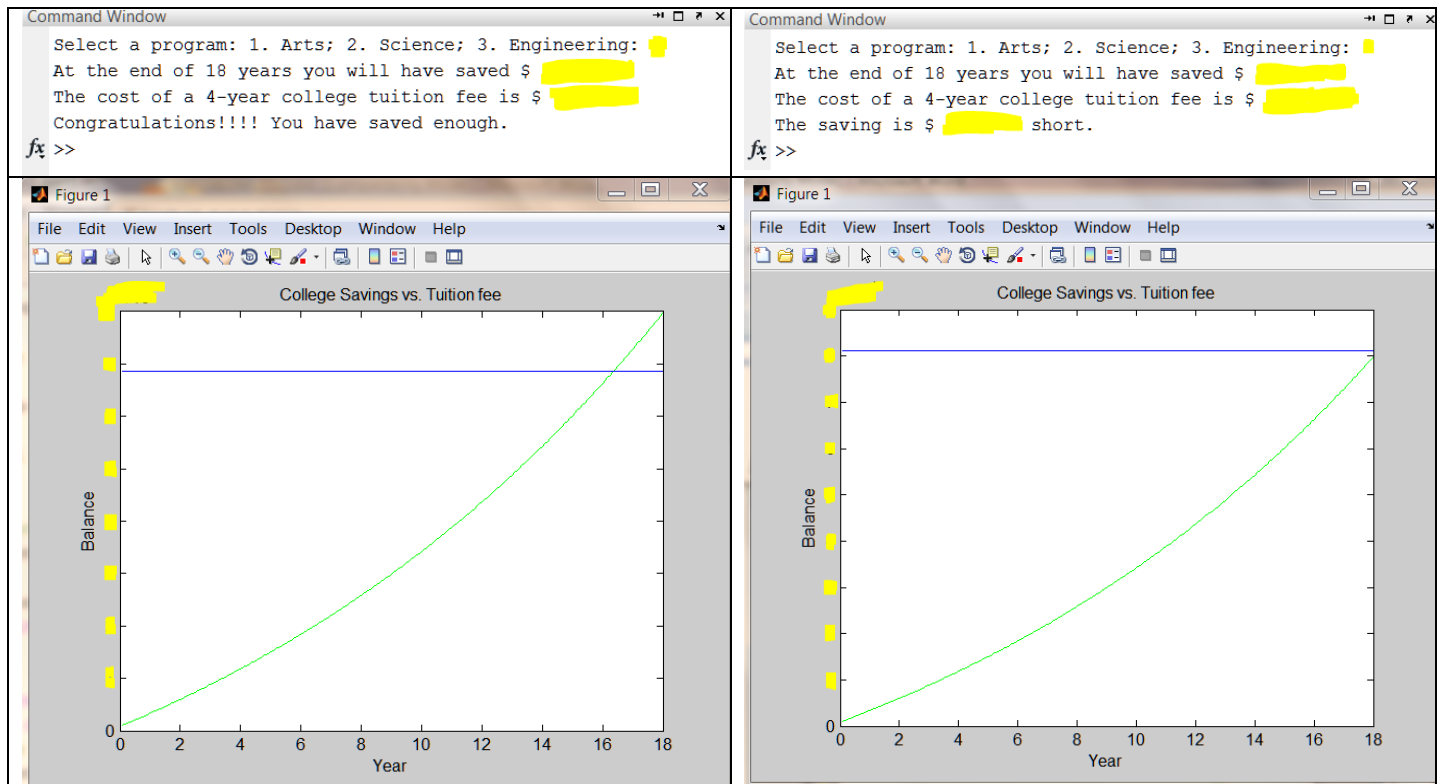 Command Window
Select a program: 1. Arts; 2. Science; 3. Engineering:
At the end of 18 years you will have saved $
The cost of a 4-year college tuition fee is $
Congratulations!!!! You have saved enough.
fx >>
Command Window
Select a program: 1. Arts; 2. Science; 3. Engineering:
At the end of 18 years you will have saved $
The cost of a 4-year college tuition fee is $
The saving is $ short.
fx >>
Figure 1
File Edit View Insert Tools Desktop Window Help
College Savings vs. Tuition fee
Balance
0
0 2 4 6 8 10 12 14 16 18
Year
Figure 1
File Edit View Insert Tools Desktop Window Help
College Savings vs. Tuition fee
Balance
0
0 2 4 6 8 10 12 14 16 18
Year